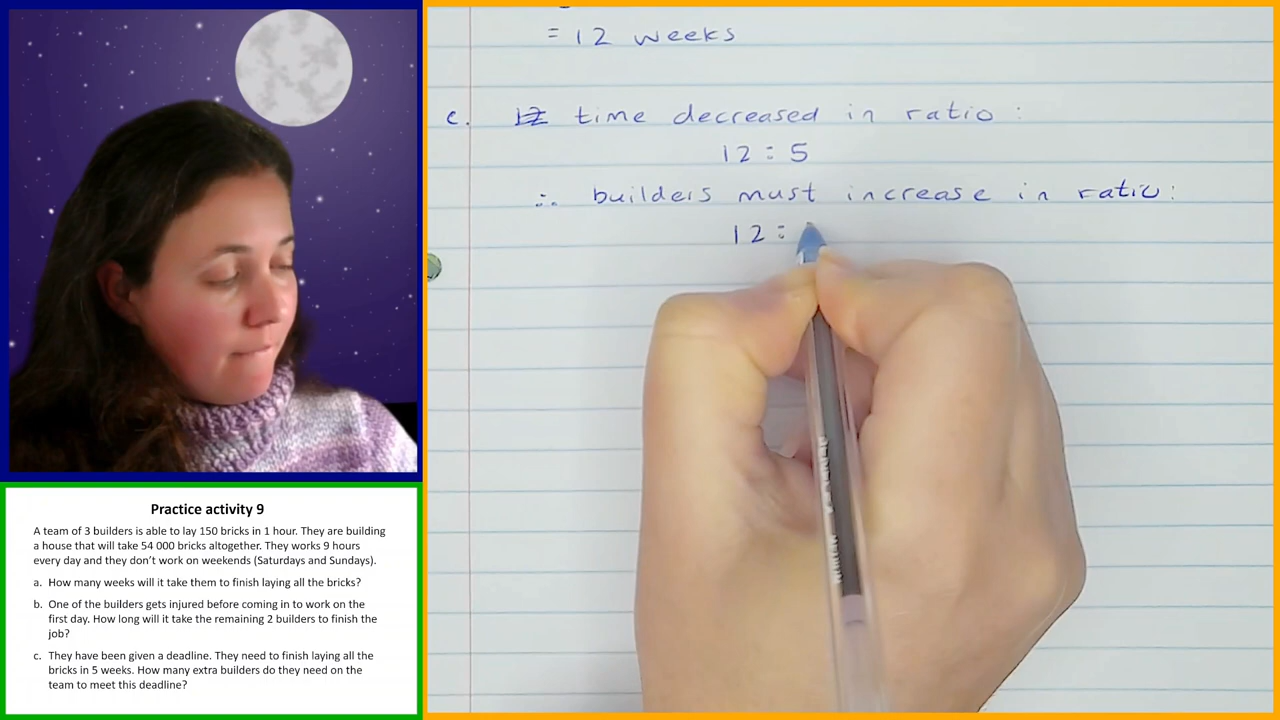 Practice activity 9
A team of 3 builders is able to lay 150 bricks in 1 hour. They are building
a house that will take 54 000 bricks altogether. They works 9 hours
every day and they don't work on weekends (Saturdays and Sundays).
a. How many weeks will it take them to finish laying all the bricks?
b. One of the builders gets injured before coming in to work on the
first day. How long will it take the remaining 2 builders to finish the
job?
c. They have been given a deadline. They need to finish laying all the
bricks in 5 weeks. How many extra builders do they need on the
team to meet this deadline?
= 12 weeks
c. time decreased in ratio :
12 : 5
∴ builders must increase in ratio :
12 :